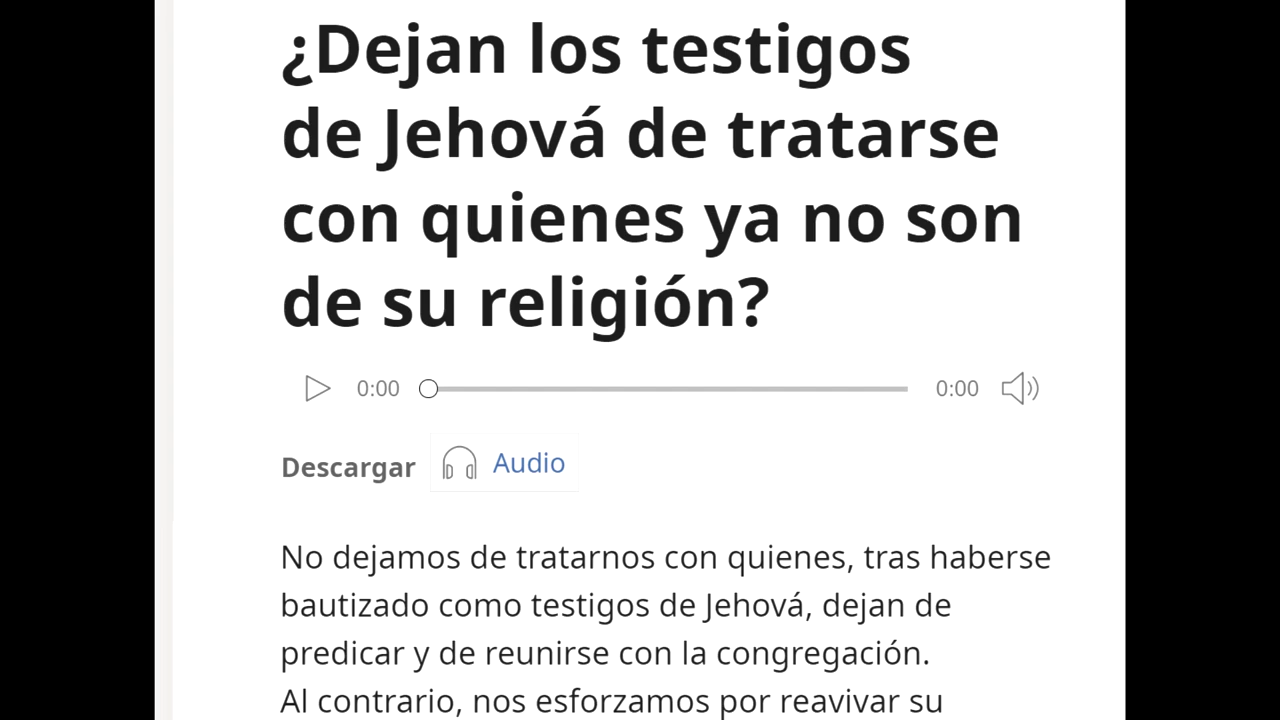 ¿Dejan los testigos
de Jehová de tratarse
con quienes ya no son
de su religión?
0:00 0:00
Descargar Audio
No dejamos de tratarnos con quienes, tras haberse
bautizado como testigos de Jehová, dejan de
predicar y de reunirse con la congregación.
Al contrario, nos esforzamos por reavivar su